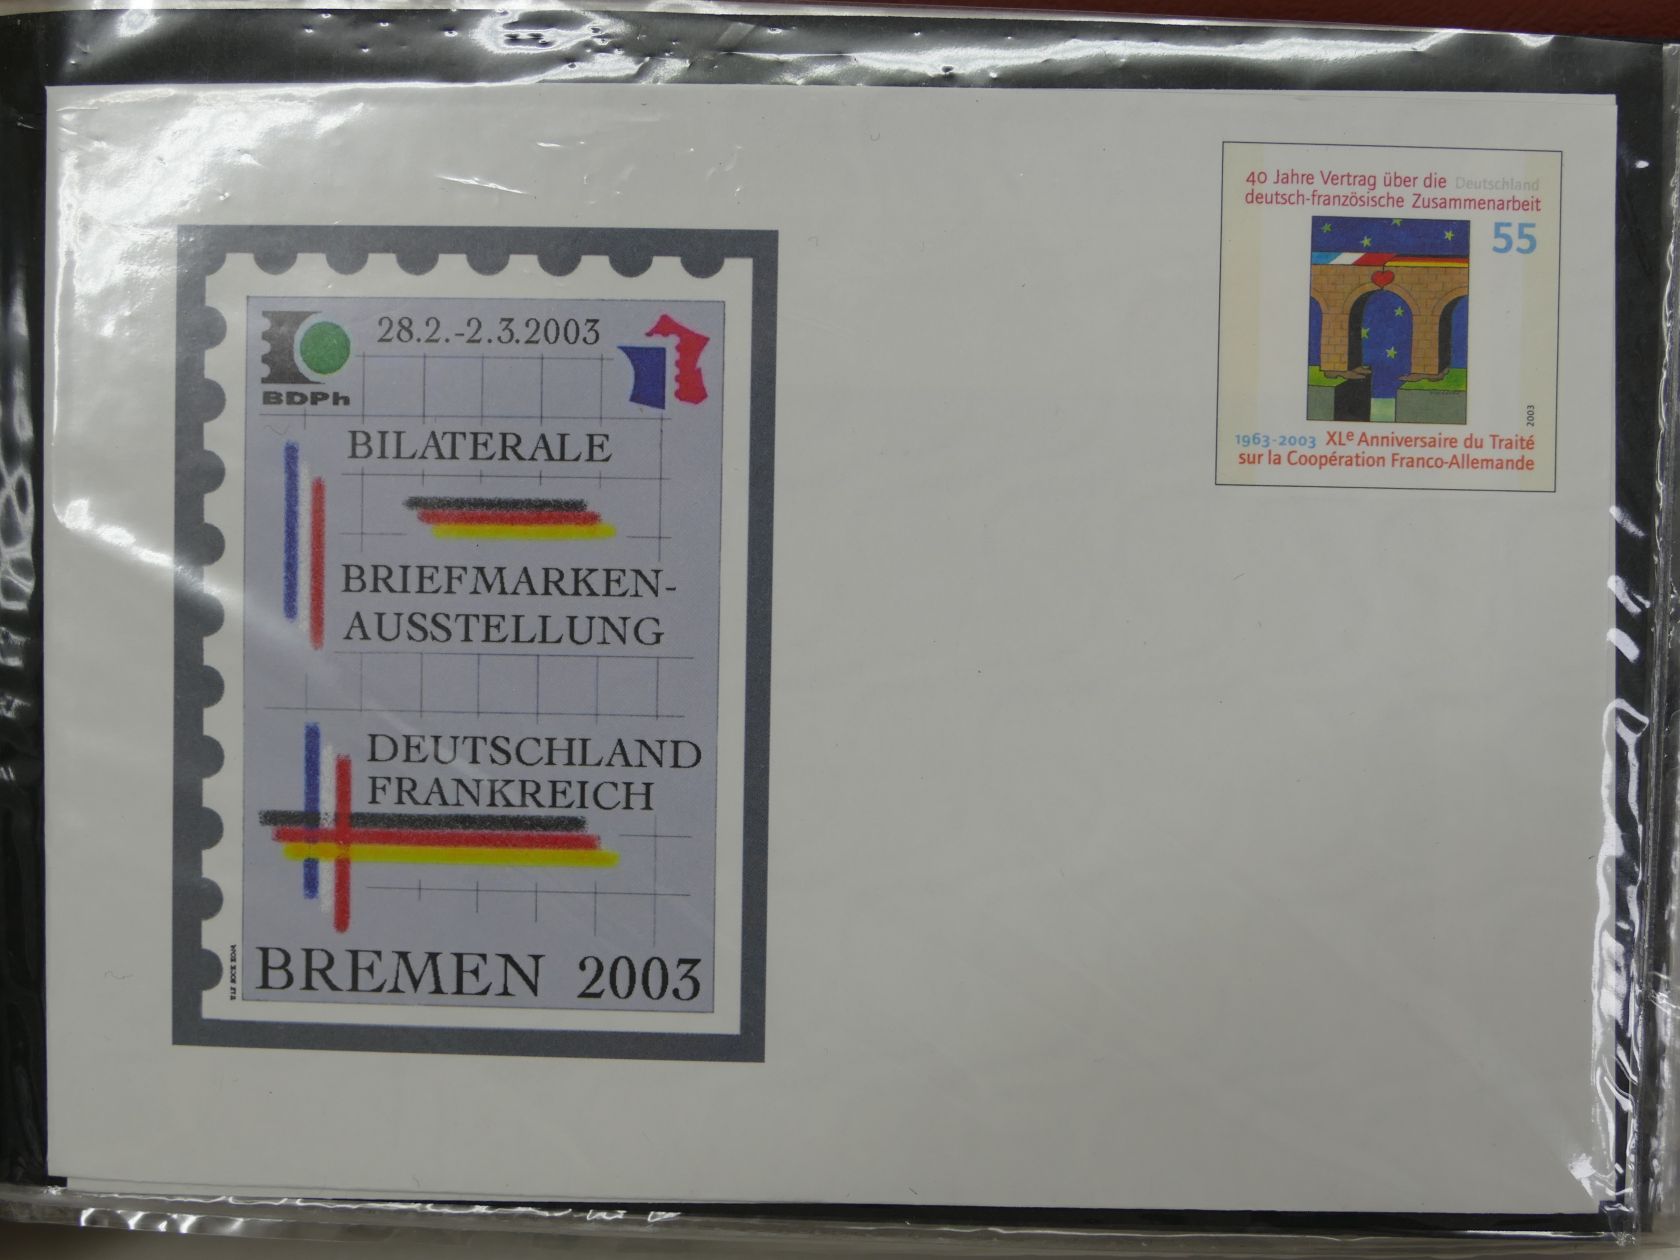 40 Jahre Vertrag über die Deutschland
deutsch-französische Zusammenarbeit
55
2003
1963-2003 XLe Anniversaire du Traité
sur la Coopération Franco-Allemande
BDPh
28.2.-2.3.2003
BILATERALE
BRIEFMARKEN-
AUSSTELLUNG
DEUTSCHLAND
FRANKREICH
BREMEN 2003